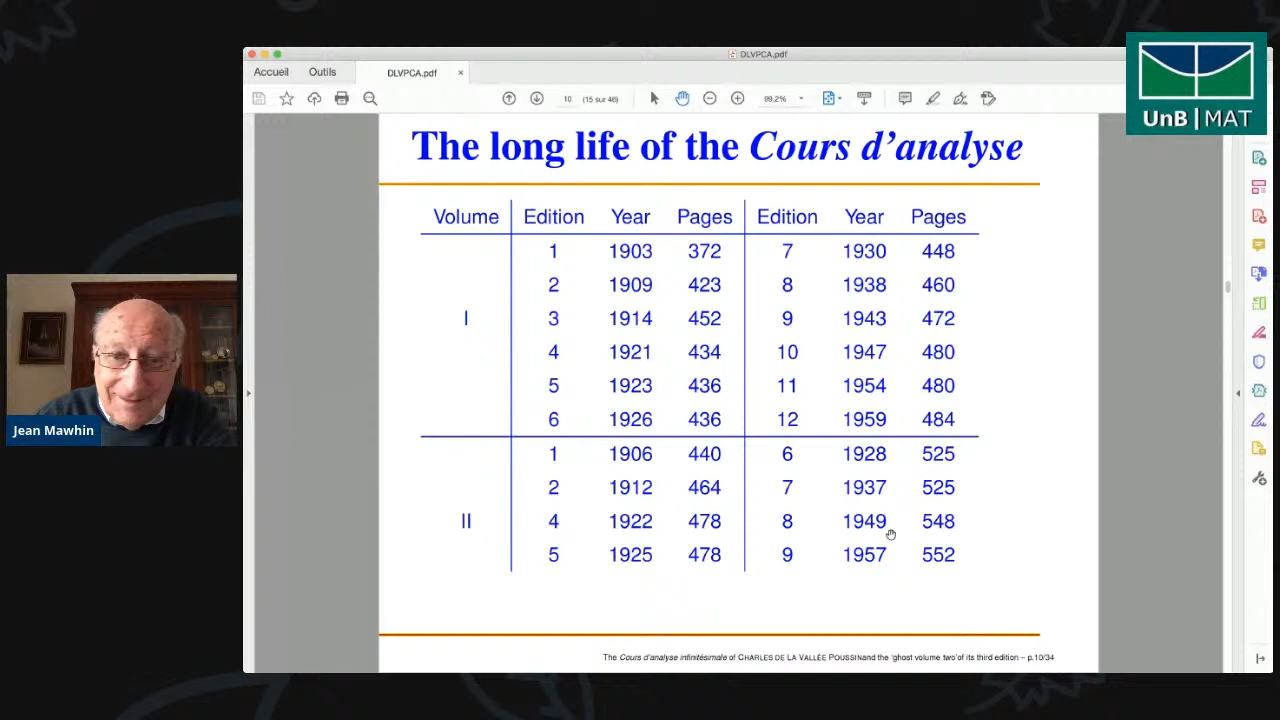 DLVPCA.pdf
Accueil Outils DLVPCA.pdf ×
10 (15 sur 46) 99.2%
UnB | MAT
The long life of the Cours d'analyse
Volume Edition Year Pages Edition Year Pages
1 1903 372 7 1930 448
2 1909 423 8 1938 460
I 3 1914 452 9 1943 472
4 1921 434 10 1947 480
5 1923 436 11 1954 480
6 1926 436 12 1959 484
1 1906 440 6 1928 525
2 1912 464 7 1937 525
II 4 1922 478 8 1949 548
5 1925 478 9 1957 552
Jean Mawhin
The Cours d'analyse infinitésimale of CHARLES DE LA VALLÉE POUSSINand the 'ghost volume two'of its third edition – p.10/34